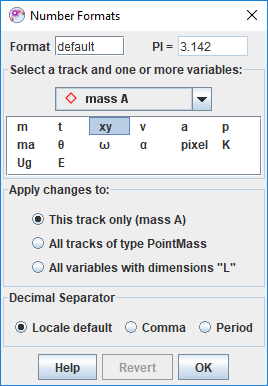 Number Formats
Format default PI = 3.142
Select a track and one or more variables:
mass A
m t xy v a p
ma θ ω α pixel K
Ug E
Apply changes to:
This track only (mass A)
All tracks of type PointMass
All variables with dimensions "L"
Decimal Separator
Locale default Comma Period
Help Revert OK